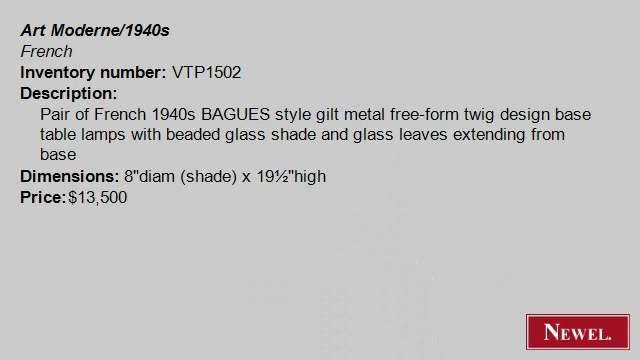 Art Moderne/1940s
French
Inventory number: VTP1502
Description:
Pair of French 1940s BAGUES style gilt metal free-form twig design base
table lamps with beaded glass shade and glass leaves extending from
base
Dimensions: 8"diam (shade) x 19½"high
Price:$13,500
NEWEL.